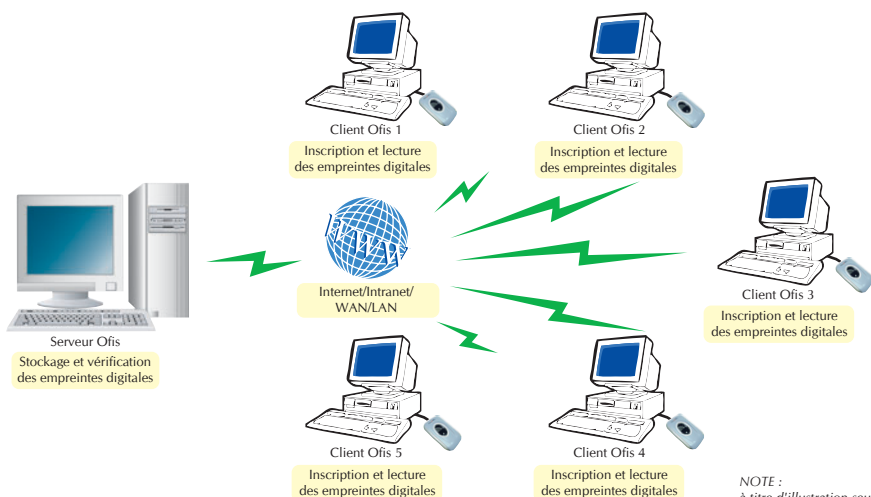 Client Ofis 1
Inscription et lecture
des empreintes digitales
Client Ofis 2
Inscription et lecture
des empreintes digitales
WWW
Internet/Intranet/
WAN/LAN
Client Ofis 3
Inscription et lecture
des empreintes digitales
Serveur Ofis
Stockage et vérification
des empreintes digitales
Client Ofis 5
Inscription et lecture
des empreintes digitales
Client Ofis 4
Inscription et lecture
des empreintes digitales
NOTE :
à titre d'illustration